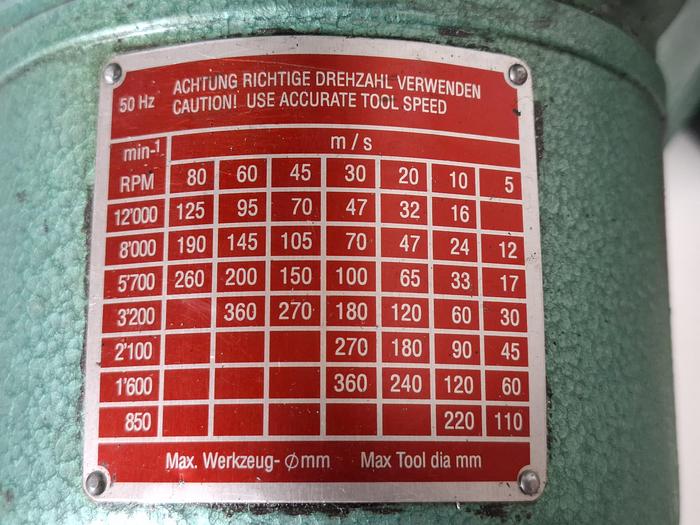 50 Hz ACHTUNG RICHTIGE DREHZAHL VERWENDEN
CAUTION! USE ACCURATE TOOL SPEED
min-1 m / s
RPM 80 60 45 30 20 10 5
12'000 125 95 70 47 32 16
8'000 190 145 105 70 47 24 12
5'700 260 200 150 100 65 33 17
3'200 360 270 180 120 60 30
2'100 270 180 90 45
1'600 360 240 120 60
850 220 110
Max. Werkzeug- ∅ mm Max Tool dia mm